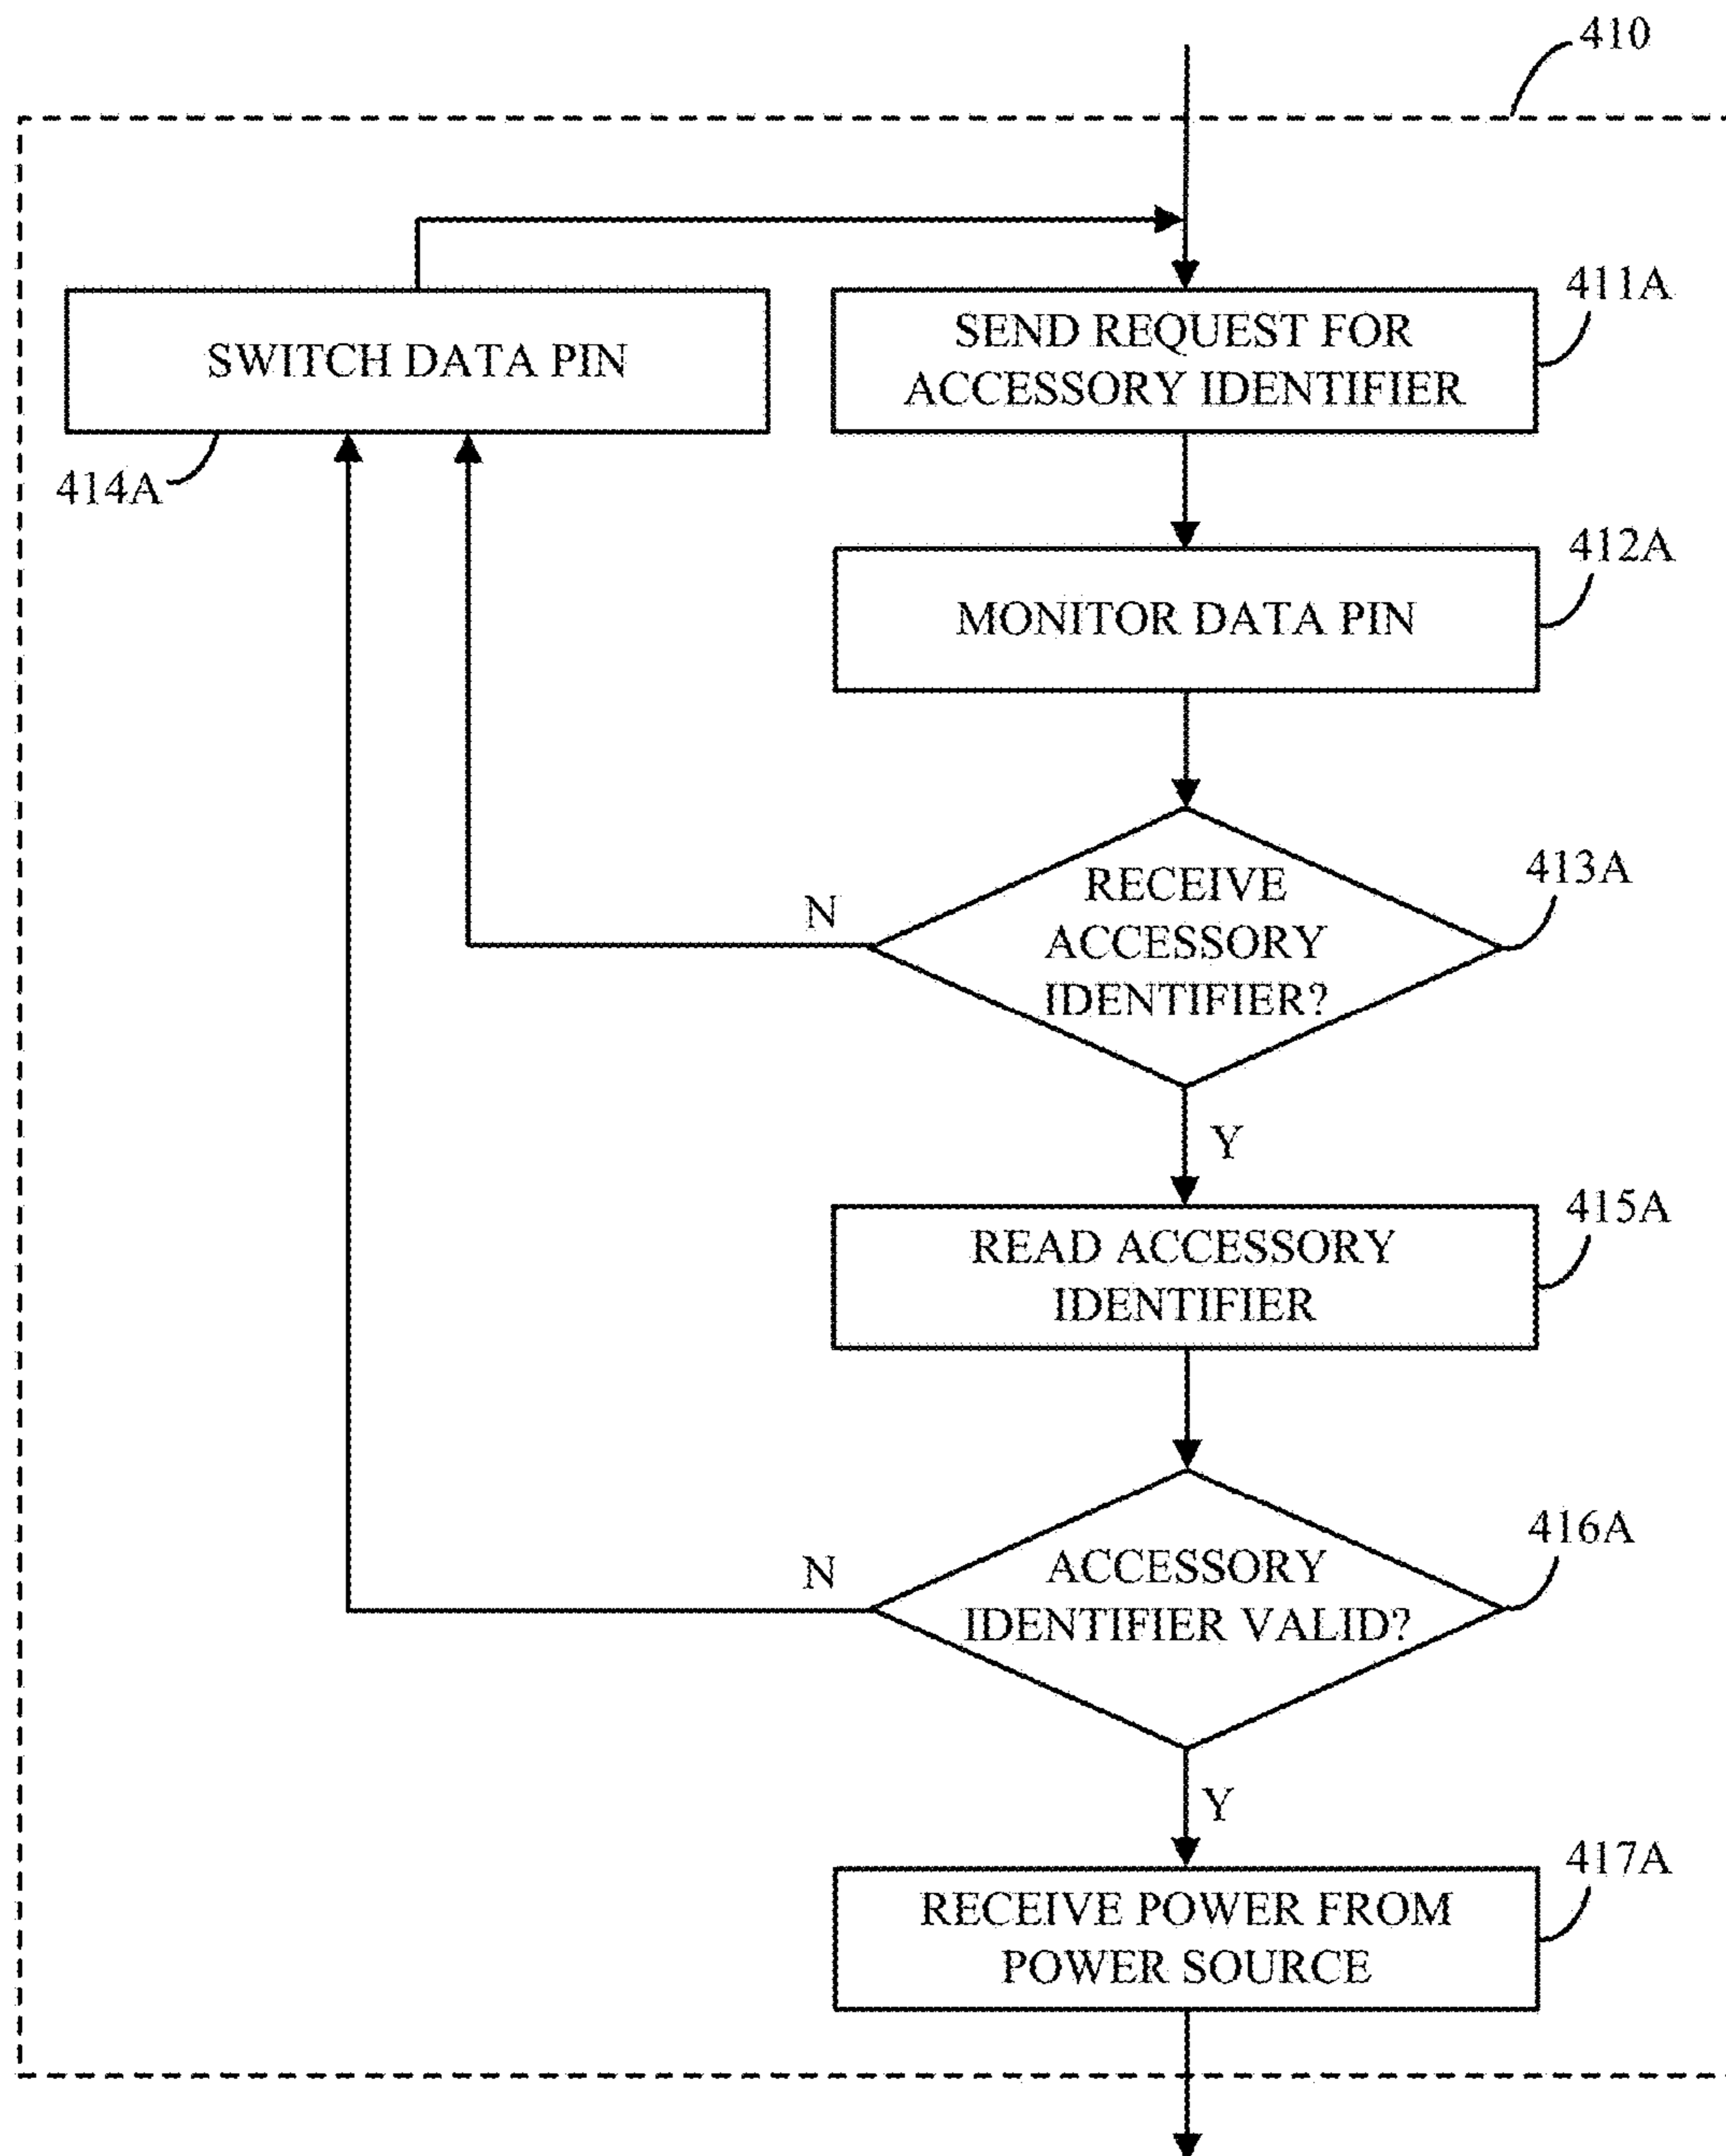 410
411A
SWITCH DATA PIN
SEND REQUEST FOR
ACCESSORY IDENTIFIER
414A
412A
MONITOR DATA PIN
413A
N
RECEIVE
ACCESSORY
IDENTIFIER?
Y
415A
READ ACCESSORY
IDENTIFIER
416A
N
ACCESSORY
IDENTIFIER VALID?
Y
417A
RECEIVE POWER FROM
POWER SOURCE